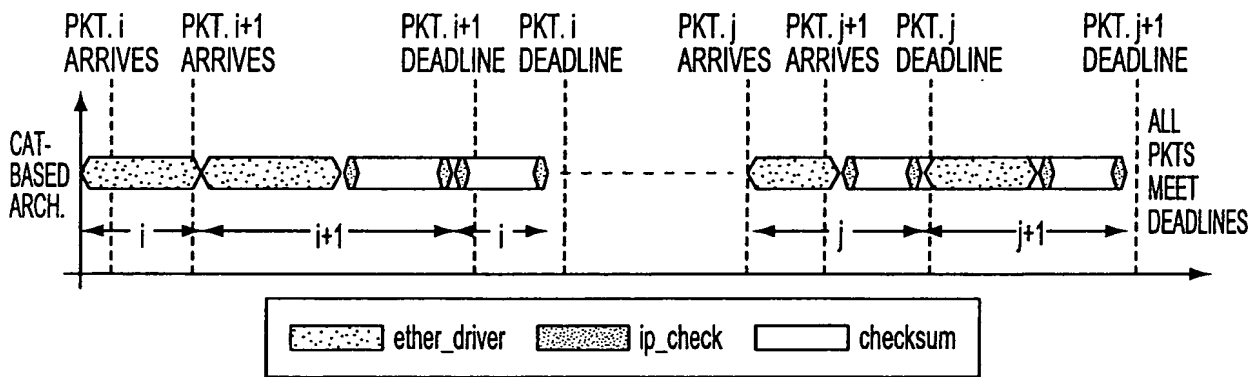 PKT. i ARRIVES
PKT. i+1 ARRIVES
PKT. i+1 DEADLINE
PKT. i DEADLINE
PKT. j ARRIVES
PKT. j+1 ARRIVES
PKT. j DEADLINE
PKT. j+1 DEADLINE
CAT-
BASED
ARCH.
ALL
PKTS
MEET
DEADLINES
i
i+1
i
j
j+1
ether_driver
ip_check
checksum